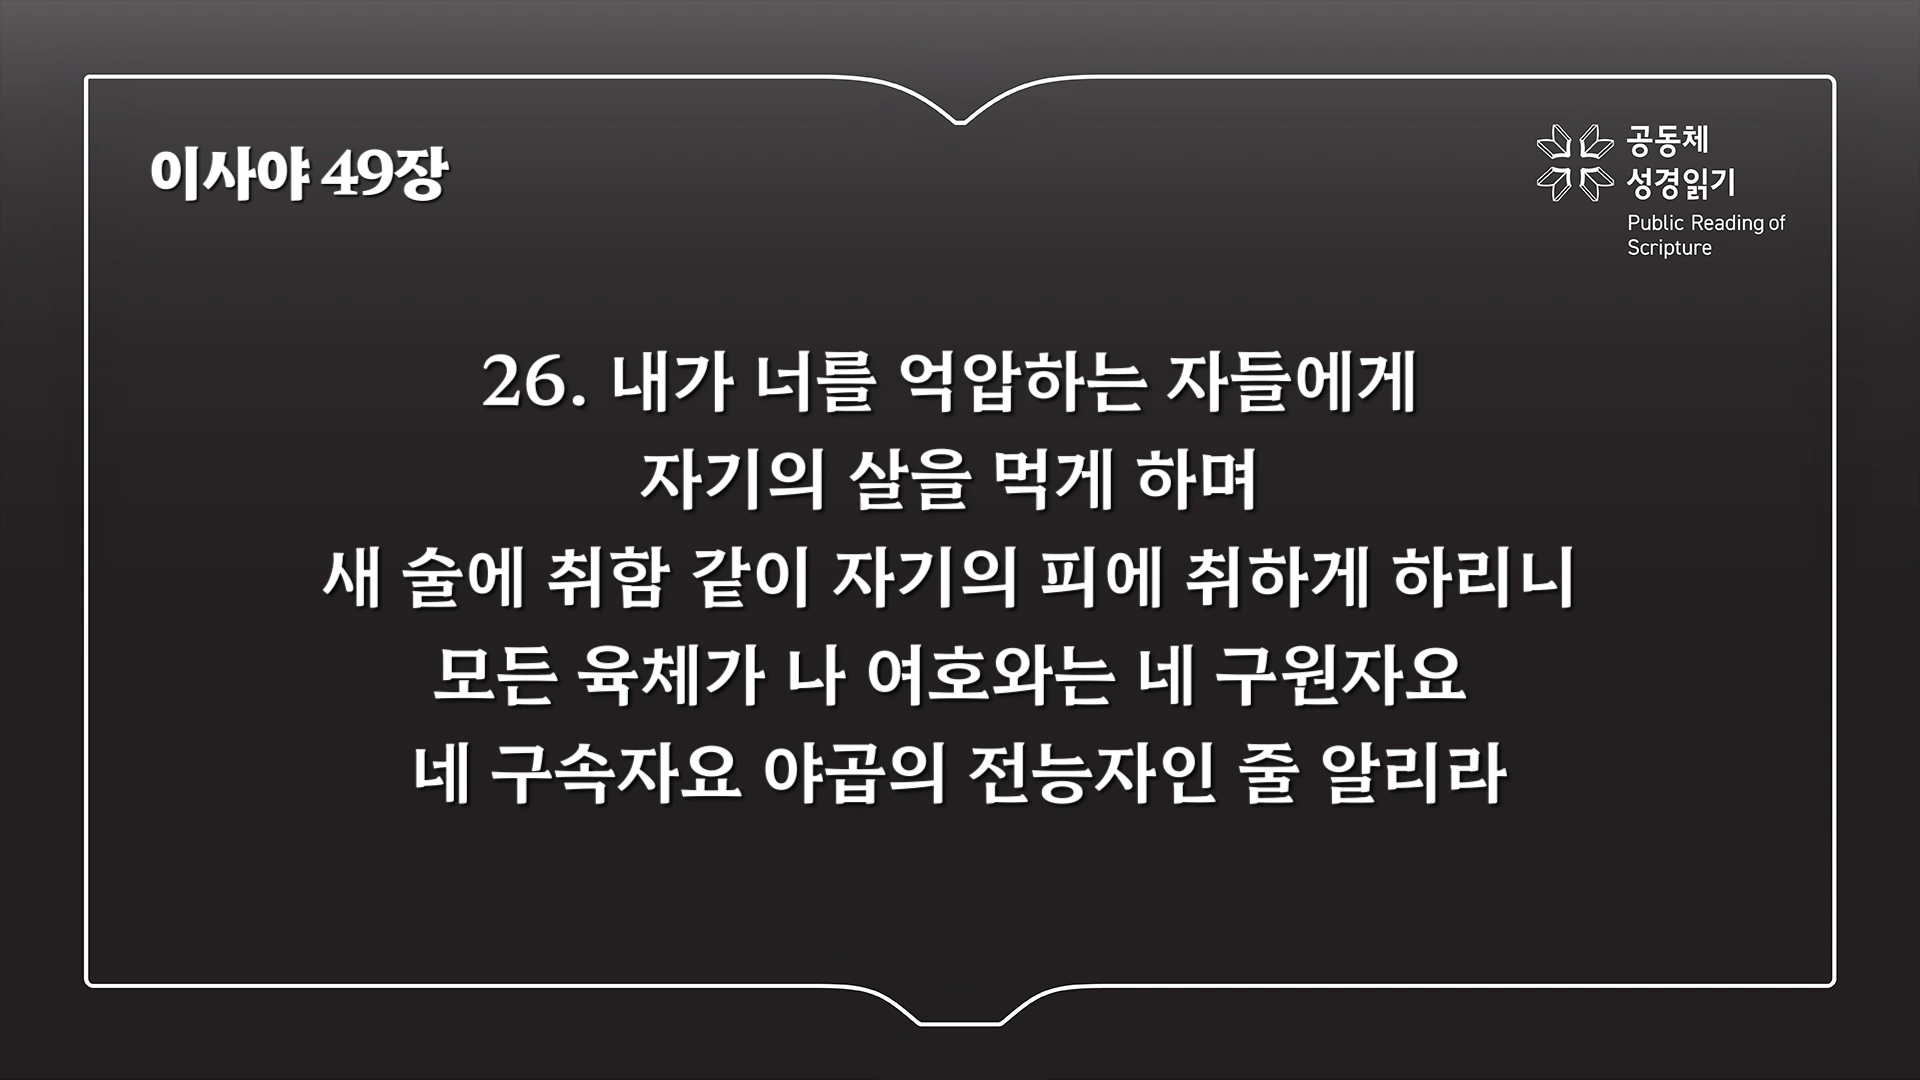 이사야 49장
공동체
성경읽기
Public Reading of
Scripture
26. 내가 너를 억압하는 자들에게
자기의 살을 먹게 하며
새 술에 취함 같이 자기의 피에 취하게 하리니
모든 육체가 나 여호와는 네 구원자요
네 구속자요 야곱의 전능자인 줄 알리라